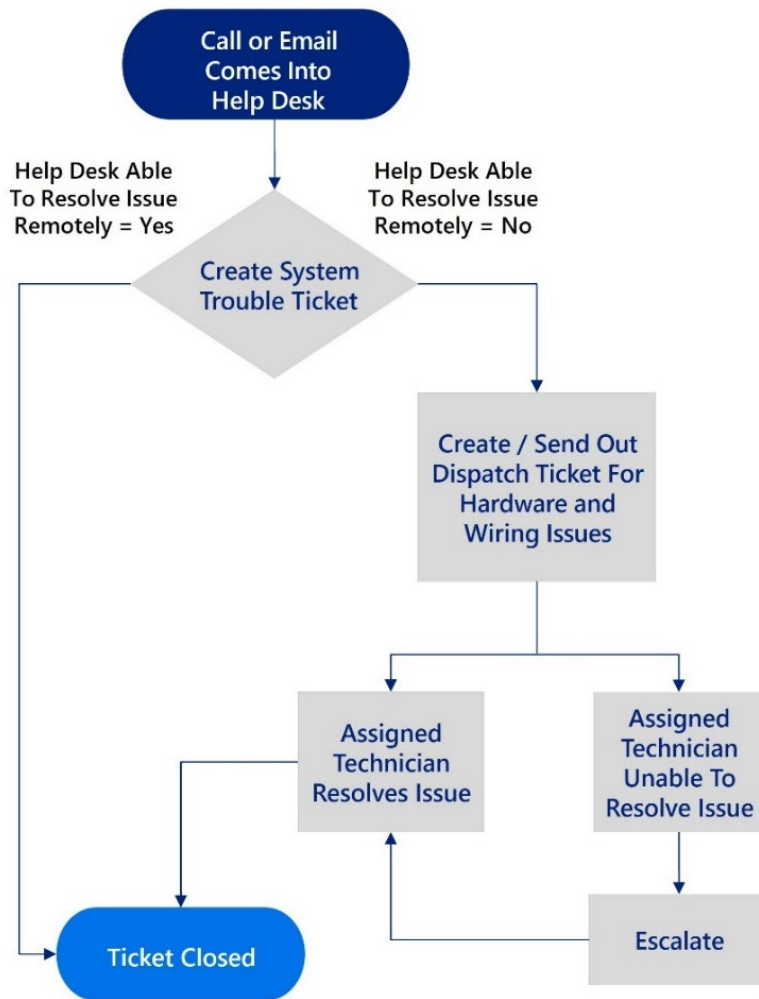 Call or Email
Comes Into
Help Desk
Help Desk Able
To Resolve Issue
Remotely = Yes
Help Desk Able
To Resolve Issue
Remotely = No
Create System
Trouble Ticket
Create / Send Out
Dispatch Ticket For
Hardware and
Wiring Issues
Assigned
Technician
Resolves Issue
Assigned
Technician
Unable To
Resolve Issue
Ticket Closed
Escalate